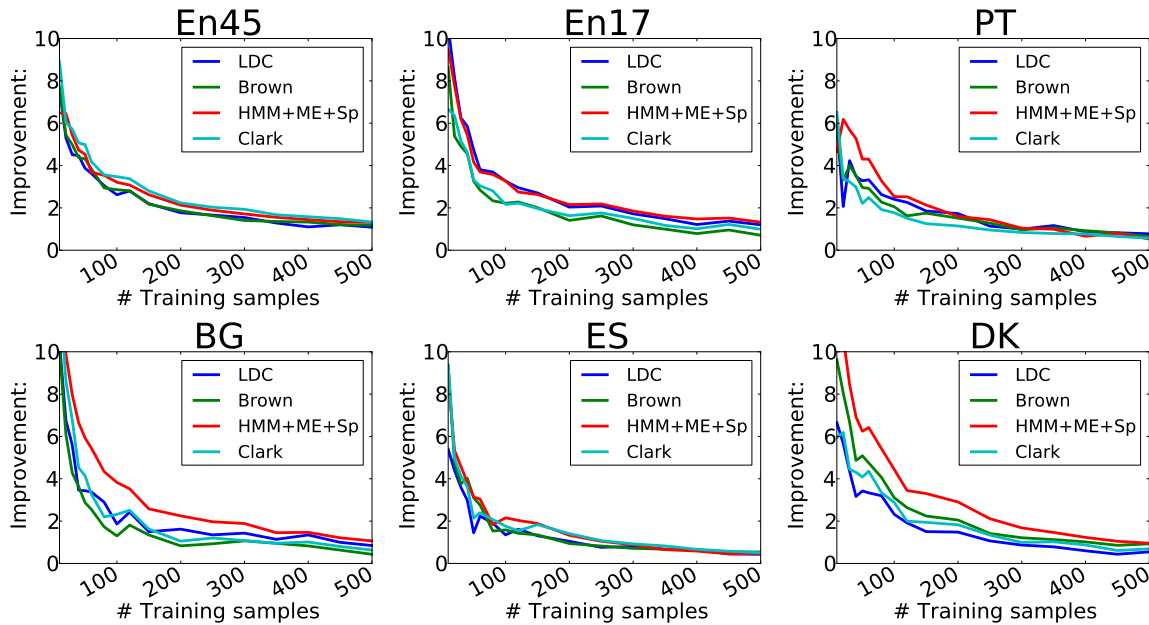 En45
Improvement:
10
8
6
4
2
0
LDC
Brown
HMM+ME+Sp
Clark
100
200
300
400
500
# Training samples
En17
Improvement:
10
8
6
4
2
0
LDC
Brown
HMM+ME+Sp
Clark
100
200
300
400
500
# Training samples
PT
Improvement:
10
8
6
4
2
0
LDC
Brown
HMM+ME+Sp
Clark
100
200
300
400
500
# Training samples
BG
Improvement:
10
8
6
4
2
0
LDC
Brown
HMM+ME+Sp
Clark
100
200
300
400
500
# Training samples
ES
Improvement:
10
8
6
4
2
0
LDC
Brown
HMM+ME+Sp
Clark
100
200
300
400
500
# Training samples
DK
Improvement:
10
8
6
4
2
0
LDC
Brown
HMM+ME+Sp
Clark
100
200
300
400
500
# Training samples